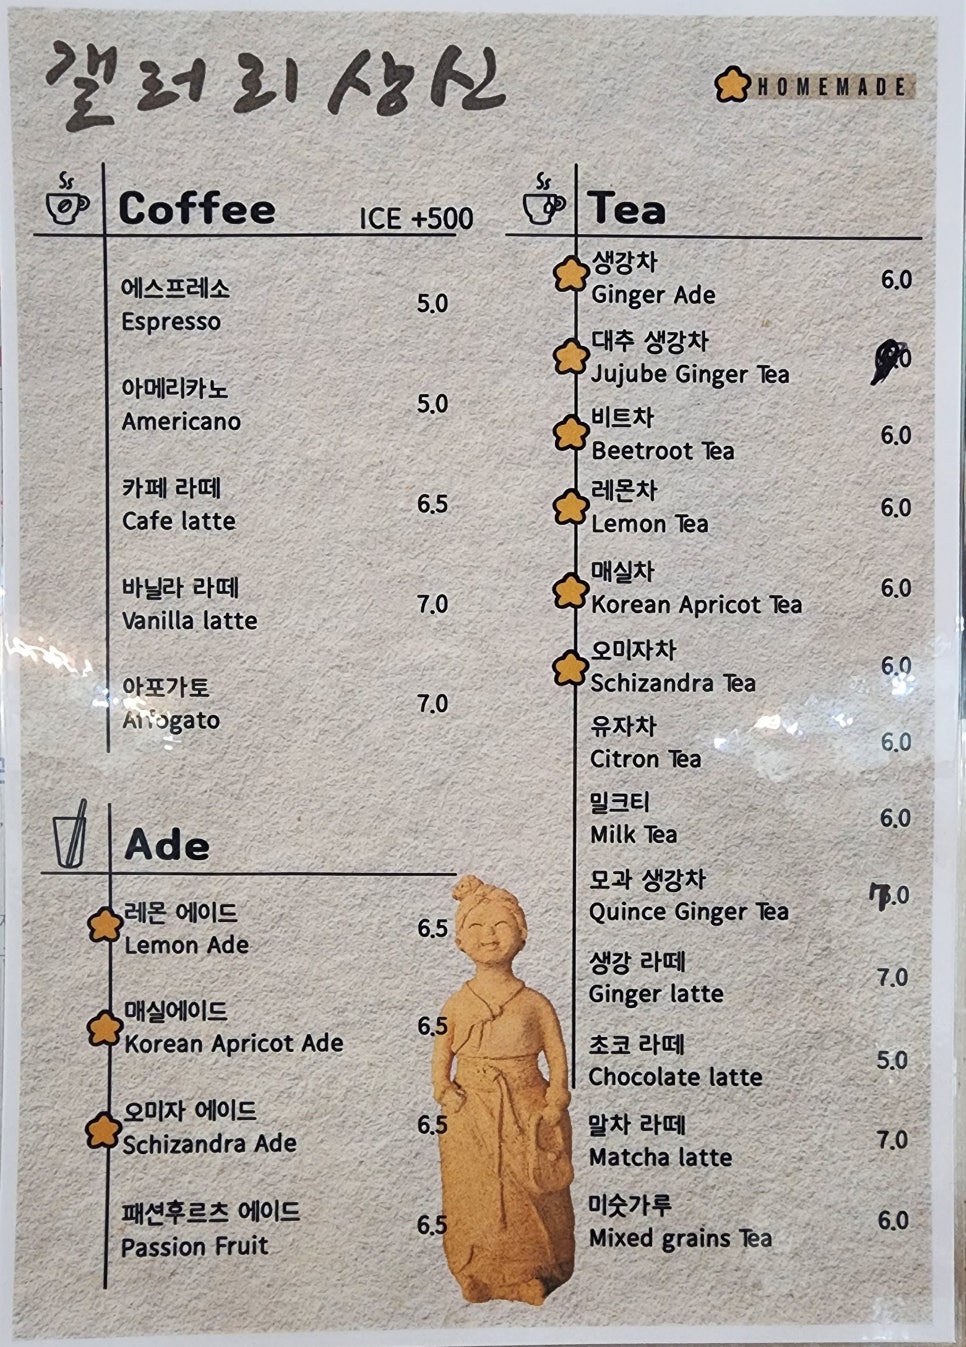 갤러리 상신
HOMEMADE
Coffee
ICE +500
에스프레소
Espresso
5.0
아메리카노
Americano
5.0
카페 라떼
Cafe latte
6.5
바닐라 라떼
Vanilla latte
7.0
아포가토
Affogato
7.0
Ade
레몬 에이드
Lemon Ade
6.5
매실에이드
Korean Apricot Ade
6.5
오미자 에이드
Schizandra Ade
6.5
패션후르츠 에이드
Passion Fruit
6.5
Tea
생강차
Ginger Ade
6.0
대추 생강차
Jujube Ginger Tea
비트차
Beetroot Tea
6.0
레몬차
Lemon Tea
6.0
매실차
Korean Apricot Tea
6.0
오미자차
Schizandra Tea
6.0
유자차
Citron Tea
6.0
밀크티
Milk Tea
6.0
모과 생강차
Quince Ginger Tea
7.0
생강 라떼
Ginger latte
7.0
초코 라떼
Chocolate latte
5.0
말차 라떼
Matcha latte
7.0
미숫가루
Mixed grains Tea
6.0